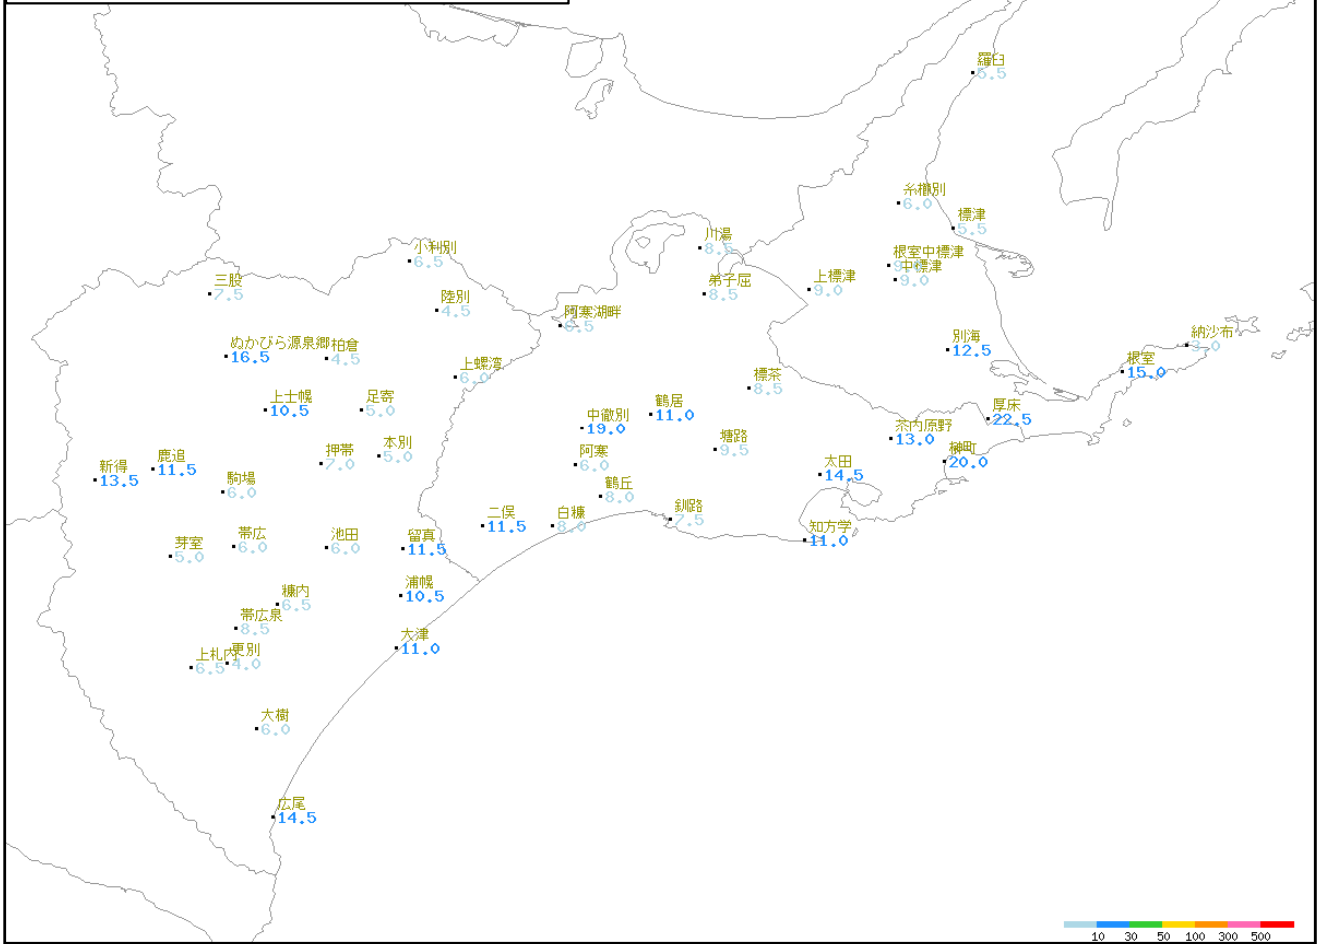 羅臼
5.5
糸櫛別
6.0
標津
5.5
川湯
8.5
小利別
6.5
根室中標津
中標津
9.0
上標津
9.0
三股
7.5
弟子屈
8.5
陸別
4.5
阿寒湖畔
6.5
納沙布
3.0
別海
12.5
ぬかびら源泉郷
16.5
柏倉
4.5
根室
15.0
上螺湾
6.0
標茶
8.5
上士幌
10.5
足寄
5.0
鶴居
11.0
厚床
22.5
中徹別
19.0
茶内原野
13.0
塘路
9.5
本別
5.0
押帯
7.0
阿寒
6.0
榊町
20.0
鹿追
11.5
新得
13.5
太田
14.5
駒場
6.0
鶴丘
8.0
釧路
7.5
二俣
11.5
白糠
8.0
知方学
11.0
帯広
6.0
池田
6.0
留真
11.5
芽室
5.0
浦幌
10.5
糠内
6.5
帯広泉
8.5
大津
11.0
更別
4.0
上札内
6.5
大樹
6.0
広尾
14.5
10 30 50 100 300 500